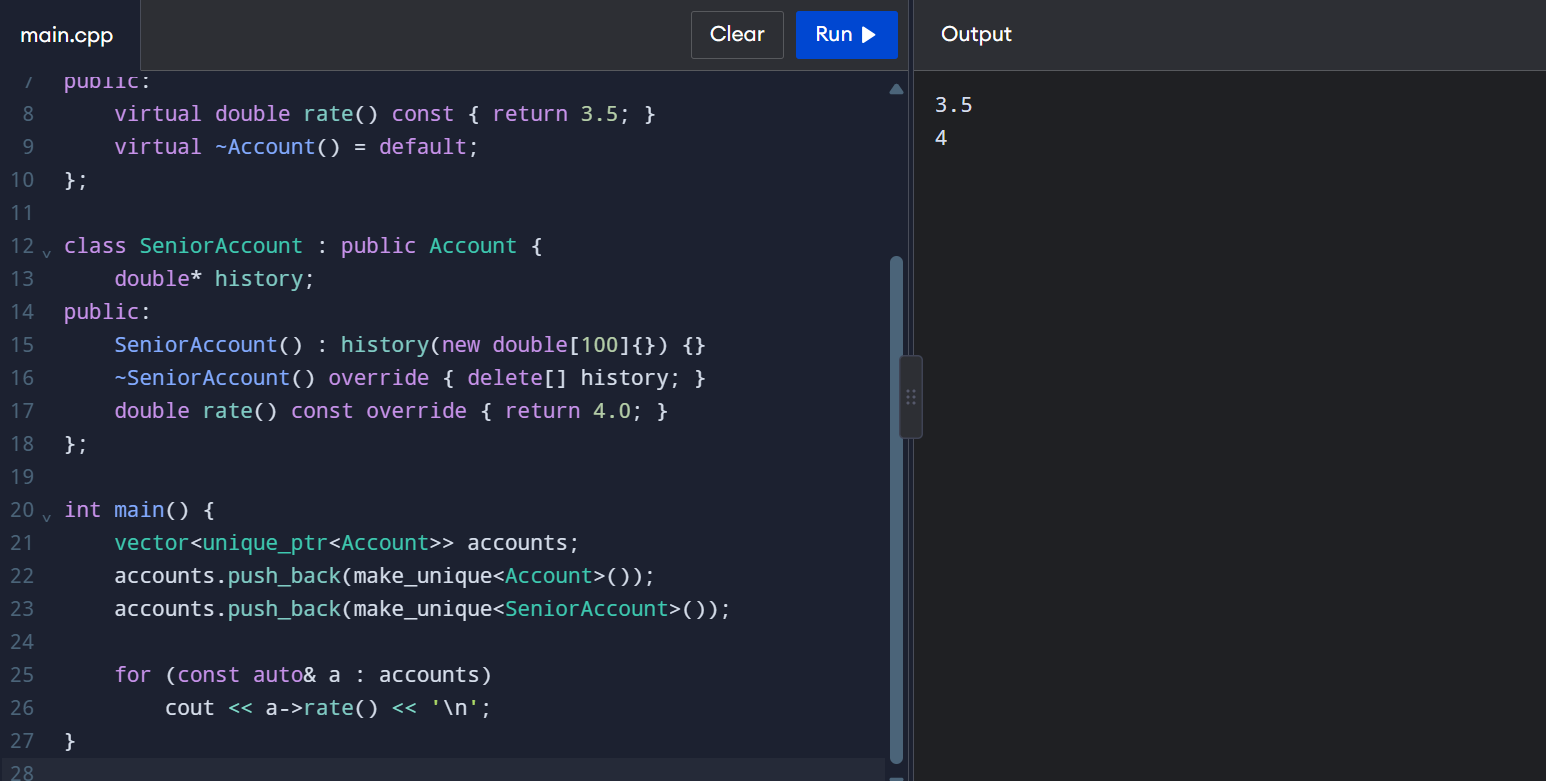 main.cpp
Clear
Run
Output
7 public:
8 virtual double rate() const { return 3.5; }
9 virtual ~Account() = default;
10 };
11
12 class SeniorAccount : public Account {
13 double* history;
14 public:
15 SeniorAccount() : history(new double[100]{}) {}
16 ~SeniorAccount() override { delete[] history; }
17 double rate() const override { return 4.0; }
18 };
19
20 int main() {
21 vector<unique_ptr<Account>> accounts;
22 accounts.push_back(make_unique<Account>());
23 accounts.push_back(make_unique<SeniorAccount>());
24
25 for (const auto& a : accounts)
26 cout << a->rate() << '\n';
27 }
28
3.5
4